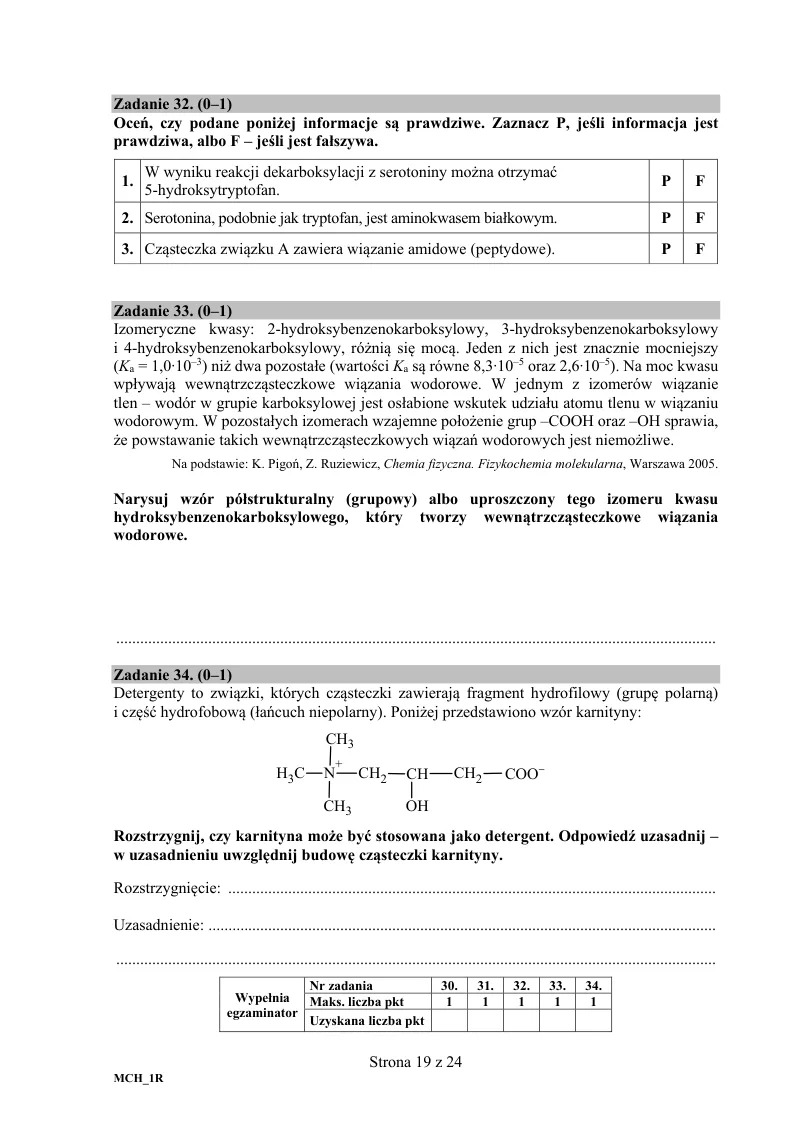 Zadanie 32. (0–1)
Oceń, czy podane poniżej informacje są prawdziwe. Zaznacz P, jeśli informacja jest
prawdziwa, albo F – jeśli jest fałszywa.
1. W wyniku reakcji dekarboksylacji z serotoniny można otrzymać
5-hydroksytryptofan. P F
2. Serotonina, podobnie jak tryptofan, jest aminokwasem białkowym. P F
3. Cząsteczka związku A zawiera wiązanie amidowe (peptydowe). P F
Zadanie 33. (0–1)
Izomeryczne kwasy: 2-hydroksybenzenokarboksylowy, 3-hydroksybenzenokarboksylowy
i 4-hydroksybenzenokarboksylowy, różnią się mocą. Jeden z nich jest znacznie mocniejszy
(Kₐ = 1,0·10⁻³) niż dwa pozostałe (wartości Kₐ są równe 8,3·10⁻⁵ oraz 2,6·10⁻⁵). Na moc kwasu
wpływają wewnątrzcząsteczkowe wiązania wodorowe. W jednym z izomerów wiązanie
tlen – wodór w grupie karboksylowej jest osłabione wskutek udziału atomu tlenu w wiązaniu
wodorowym. W pozostałych izomerach wzajemne położenie grup –COOH oraz –OH sprawia,
że powstawanie takich wewnątrzcząsteczkowych wiązań wodorowych jest niemożliwe.
Na podstawie: K. Pigoń, Z. Ruziewicz, Chemia fizyczna. Fizykochemia molekularna, Warszawa 2005.
Narysuj wzór półstrukturalny (grupowy) albo uproszczony tego izomeru kwasu
hydroksybenzenokarboksylowego, który tworzy wewnątrzcząsteczkowe wiązania
wodorowe.
Zadanie 34. (0–1)
Detergenty to związki, których cząsteczki zawierają fragment hydrofilowy (grupę polarną)
i część hydrofobową (łańcuch niepolarny). Poniżej przedstawiono wzór karnityny:
CH₃
H₃C–N⁺–CH₂–CH–CH₂–COO⁻
CH₃ OH
Rozstrzygnij, czy karnityna może być stosowana jako detergent. Odpowiedź uzasadnij –
w uzasadnieniu uwzględnij budowę cząsteczki karnityny.
Rozstrzygnięcie: ................................................................
Uzasadnienie: ................................................................
Wypełnia
egzaminator
Nr zadania 30. 31. 32. 33. 34.
Maks. liczba pkt 1 1 1 1 1
Uzyskana liczba pkt
Strona 19 z 24
MCH_1R